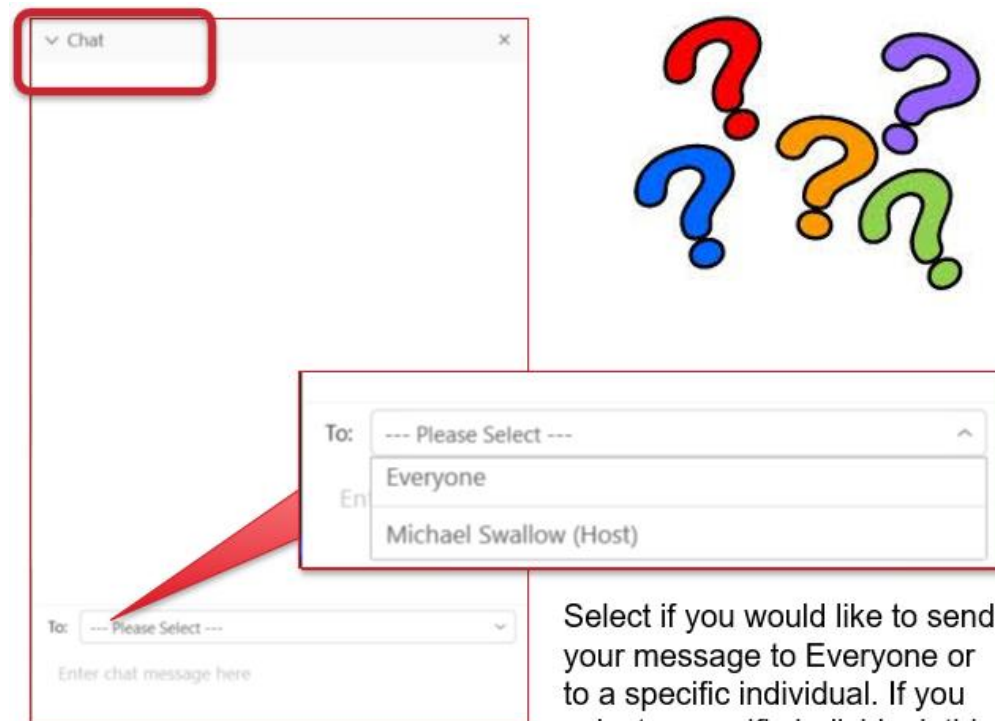 Chat
To: --- Please Select ---
Everyone
Michael Swallow (Host)
To: --- Please Select ---
Enter chat message here
Select if you would like to send
your message to Everyone or
to a specific individual. If you